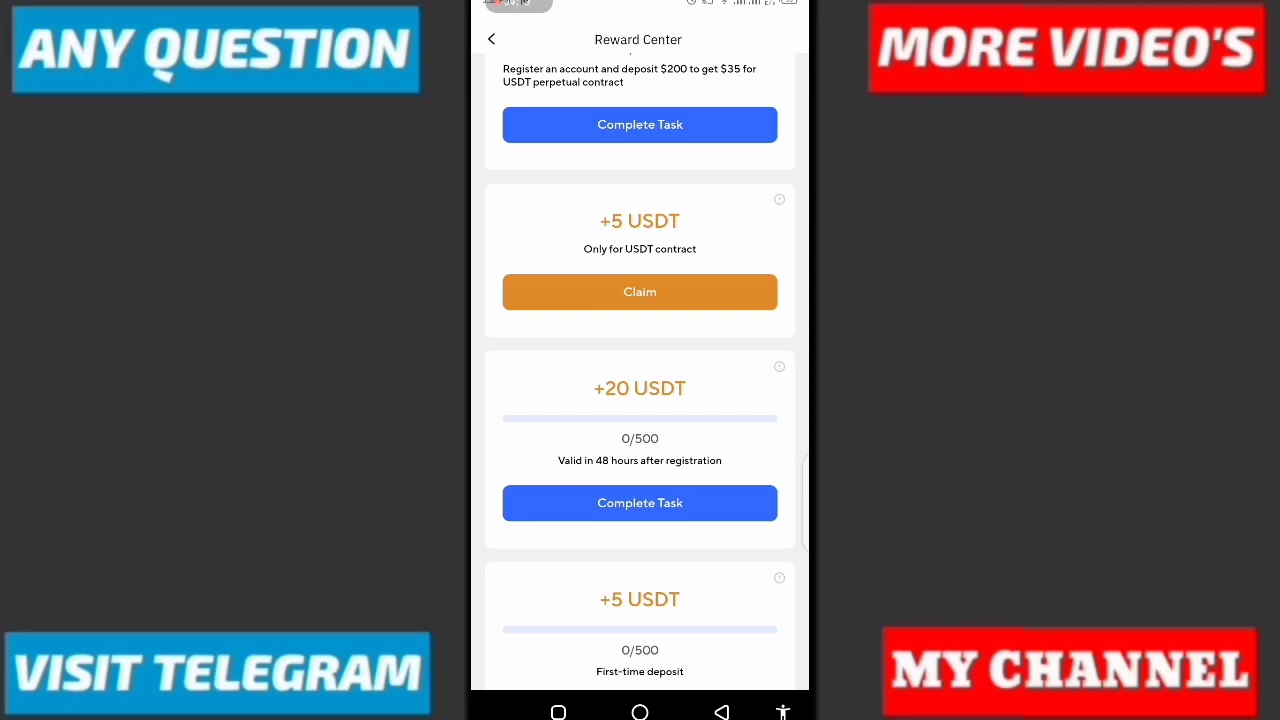 ANY QUESTION
MORE VIDEO'S
Reward Center
Register an account and deposit $200 to get $35 for
USDT perpetual contract
Complete Task
+5 USDT
Only for USDT contract
Claim
+20 USDT
0/500
Valid in 48 hours after registration
Complete Task
+5 USDT
0/500
First-time deposit
VISIT TELEGRAM
MY CHANNEL